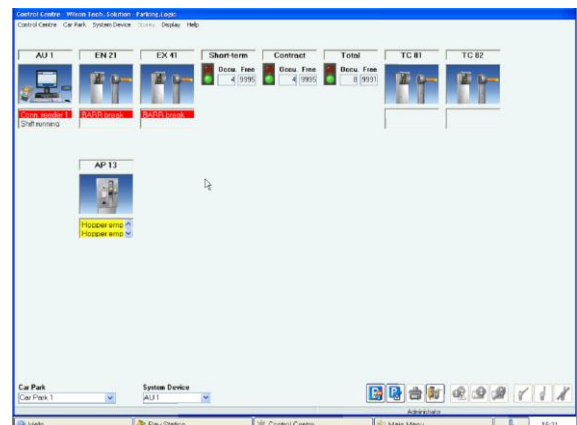 Control Centre - Wilson Tech. Solution - Parking.Logic
Control Centre Car Park System Device Storey Display Help
AU 1 EN 21 EX 41 Short-term Contract Total TC 81 TC 82
Occu. Free Occu. Free Occu. Free
4 9995 4 9995 8 9991
Conn. reader 1 BARR.break BARR.break
Shift running
AP 13
Hopper emp
Hopper emp
Car Park System Device
Car Park 1 AU 1
Administrator
Help Pay Station Control Centre Main Menu